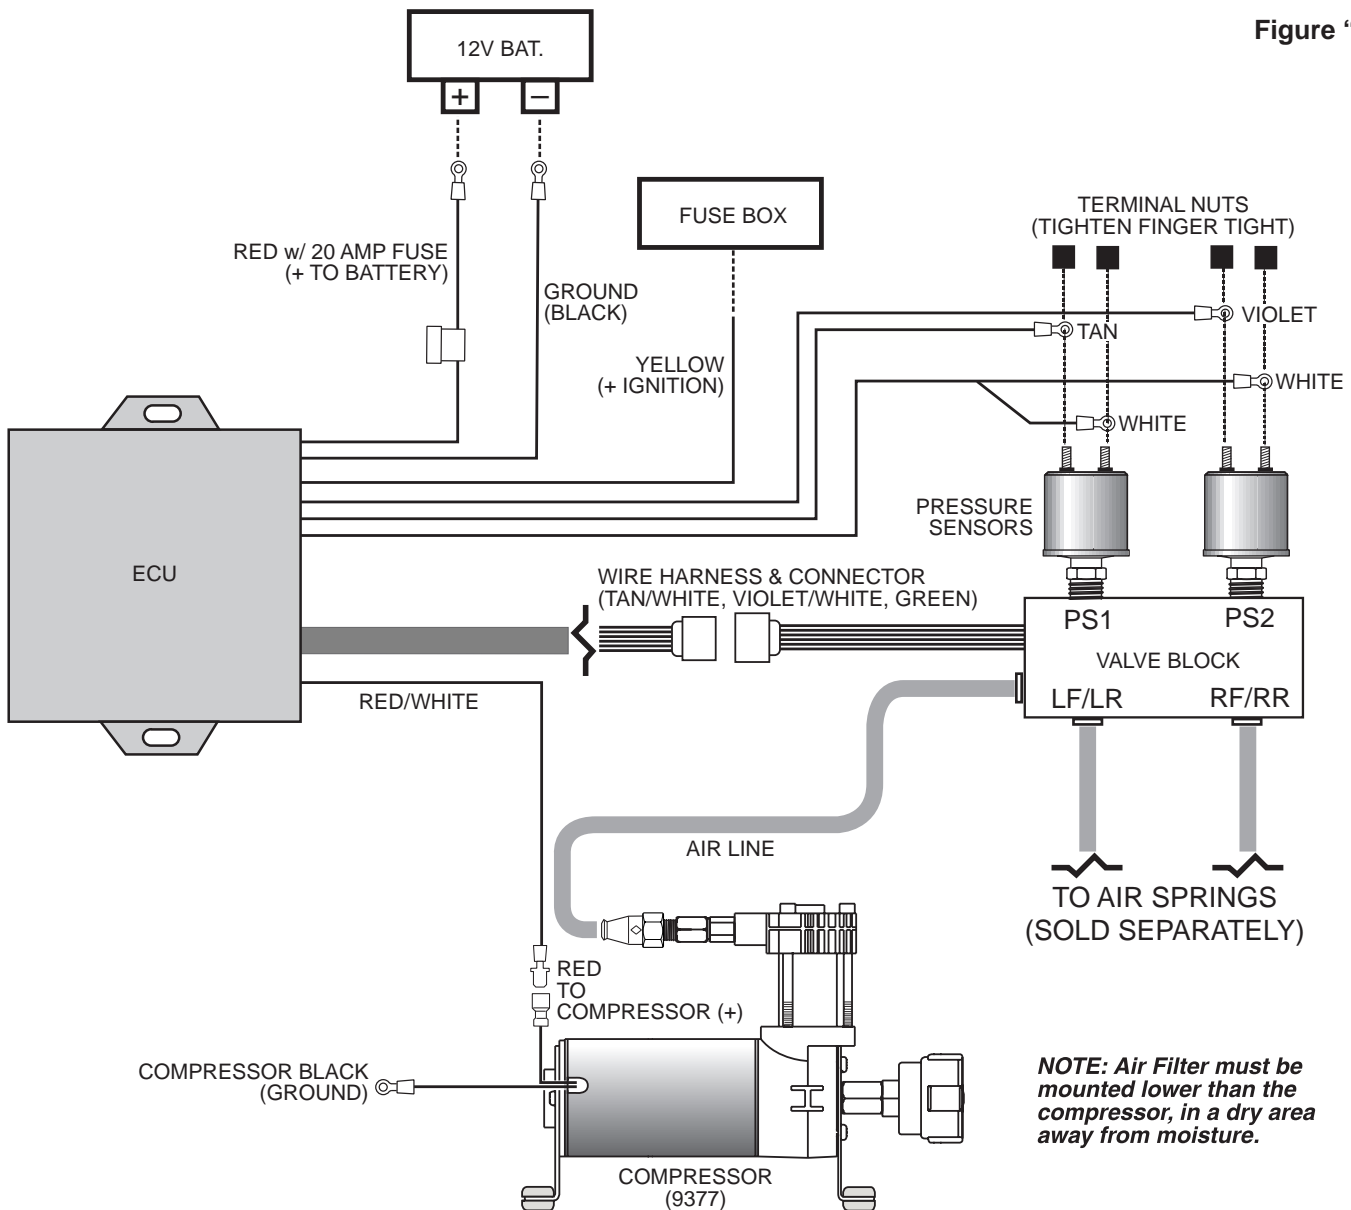 Figure “
12V BAT.
+ −
FUSE BOX
TERMINAL NUTS
(TIGHTEN FINGER TIGHT)
RED w/ 20 AMP FUSE
(+ TO BATTERY)
GROUND
(BLACK)
YELLOW
(+ IGNITION)
VIOLET
TAN
WHITE
WHITE
PRESSURE
SENSORS
ECU
WIRE HARNESS & CONNECTOR
(TAN/WHITE, VIOLET/WHITE, GREEN)
PS1 PS2
VALVE BLOCK
LF/LR RF/RR
RED/WHITE
AIR LINE
TO AIR SPRINGS
(SOLD SEPARATELY)
RED
TO
COMPRESSOR (+)
COMPRESSOR BLACK
(GROUND)
NOTE: Air Filter must be
mounted lower than the
compressor, in a dry area
away from moisture.
COMPRESSOR
(9377)